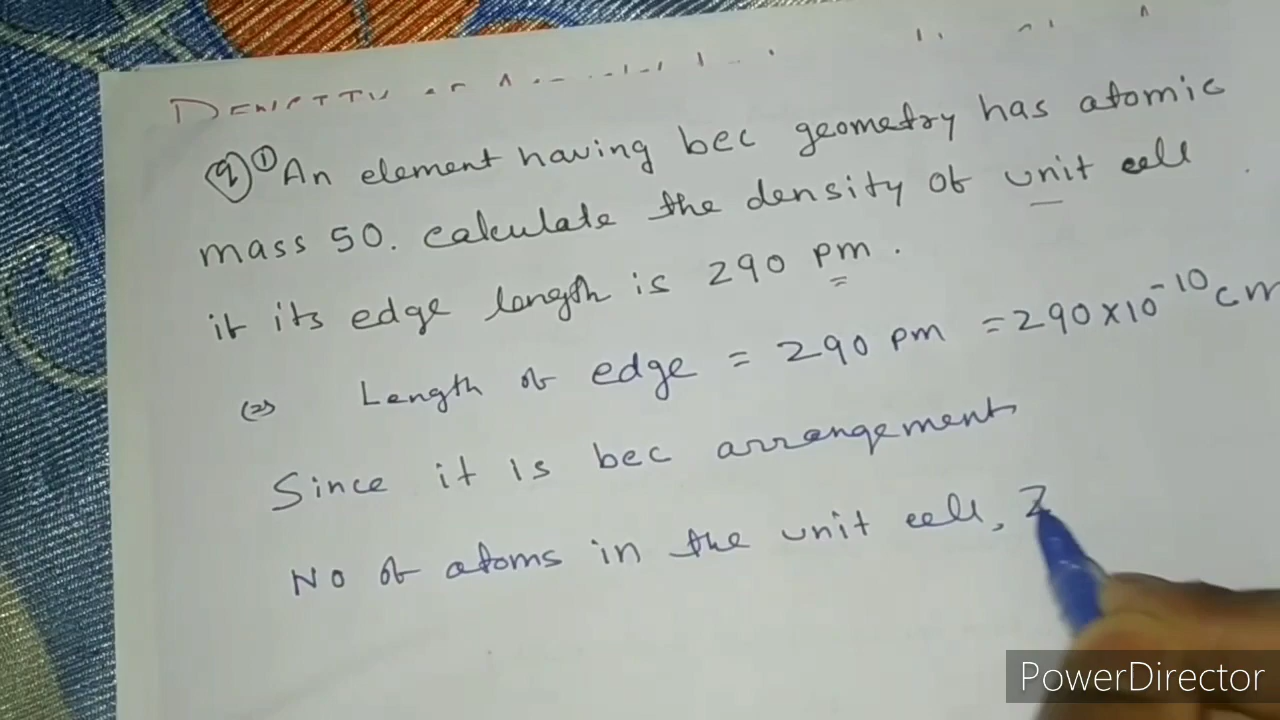 q ① An element having bcc geometry has atomic
mass 50. calculate the density of unit cell
if its edge length is 290 pm.
(2) Length of edge = 290 pm = 290×10⁻¹⁰ cm
Since it is bcc arrangement
No of atoms in the unit cell, Z
PowerDirector